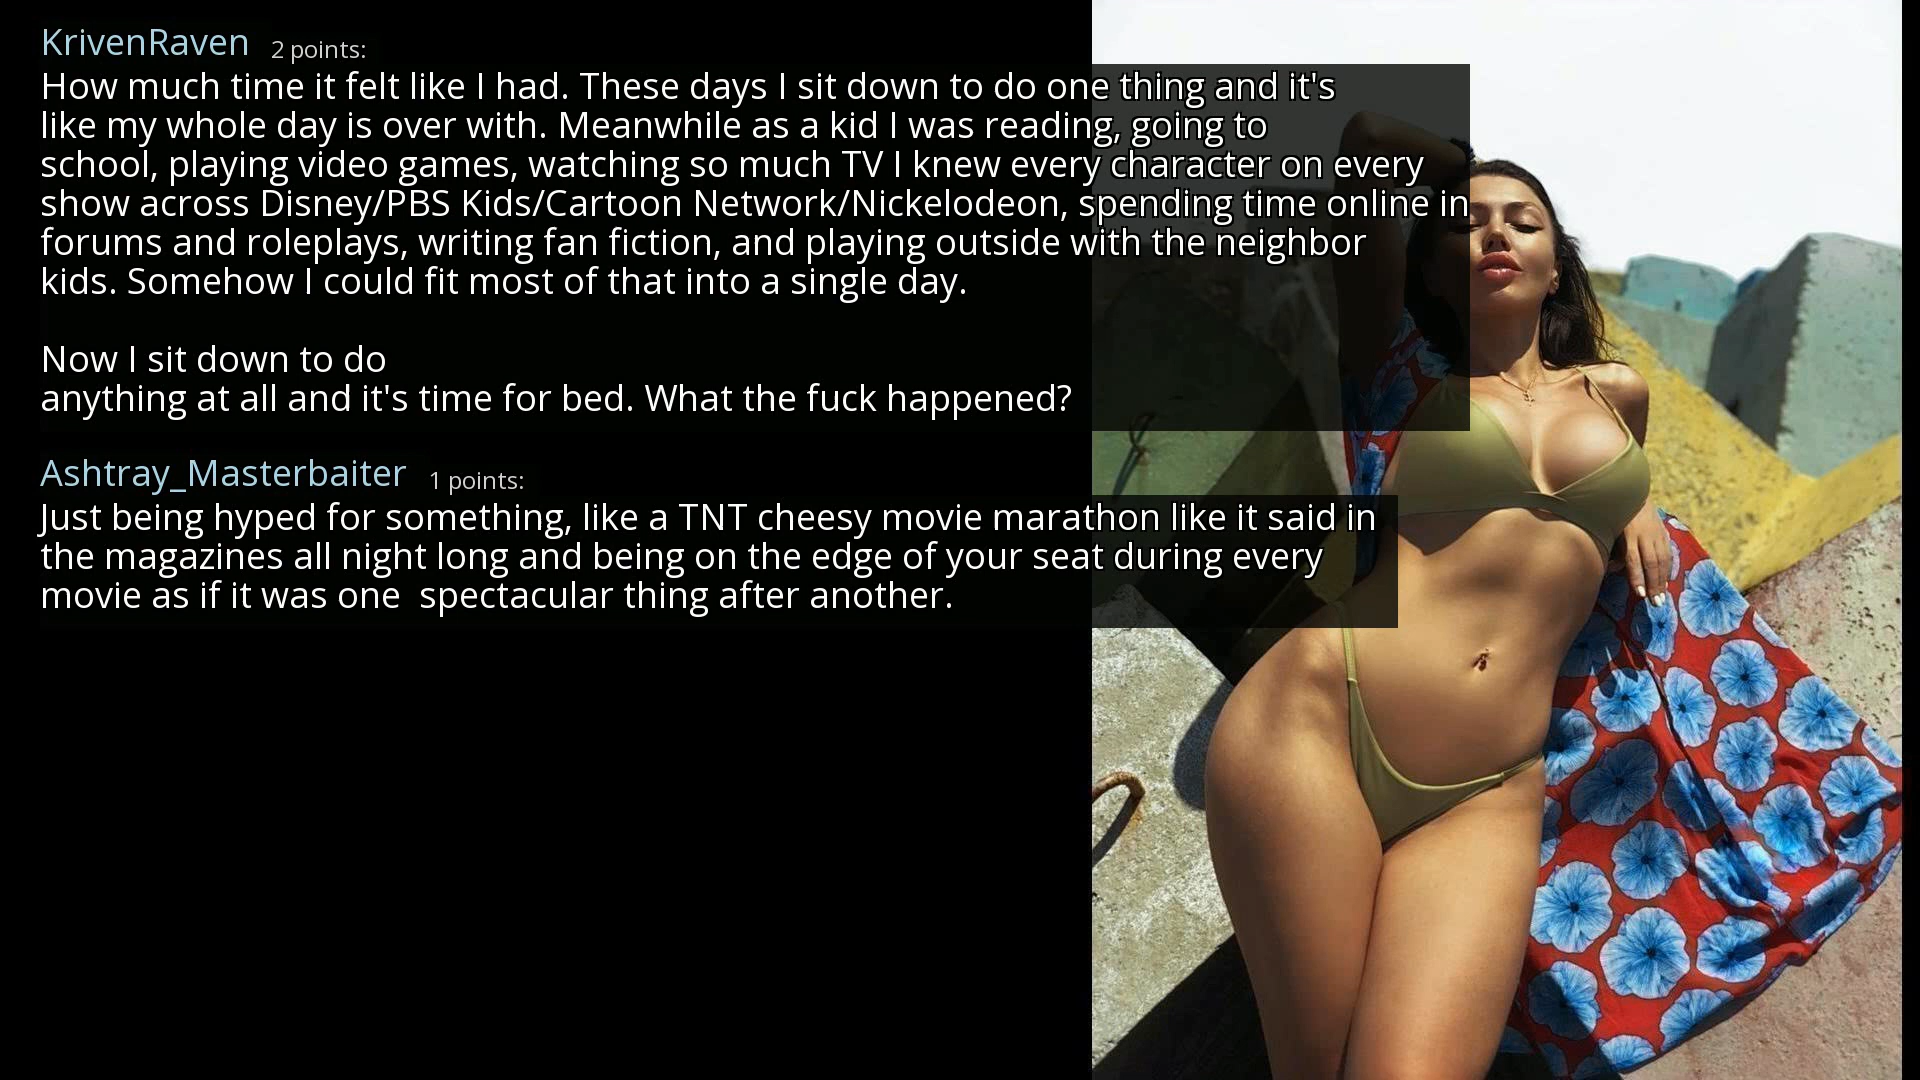 KrivenRaven 2 points:
How much time it felt like I had. These days I sit down to do one thing and it's
like my whole day is over with. Meanwhile as a kid I was reading, going to
school, playing video games, watching so much TV I knew every character on every
show across Disney/PBS Kids/Cartoon Network/Nickelodeon, spending time online in
forums and roleplays, writing fan fiction, and playing outside with the neighbor
kids. Somehow I could fit most of that into a single day.
Now I sit down to do
anything at all and it's time for bed. What the fuck happened?
Ashtray_Masterbaiter 1 points:
Just being hyped for something, like a TNT cheesy movie marathon like it said in
the magazines all night long and being on the edge of your seat during every
movie as if it was one  spectacular thing after another.